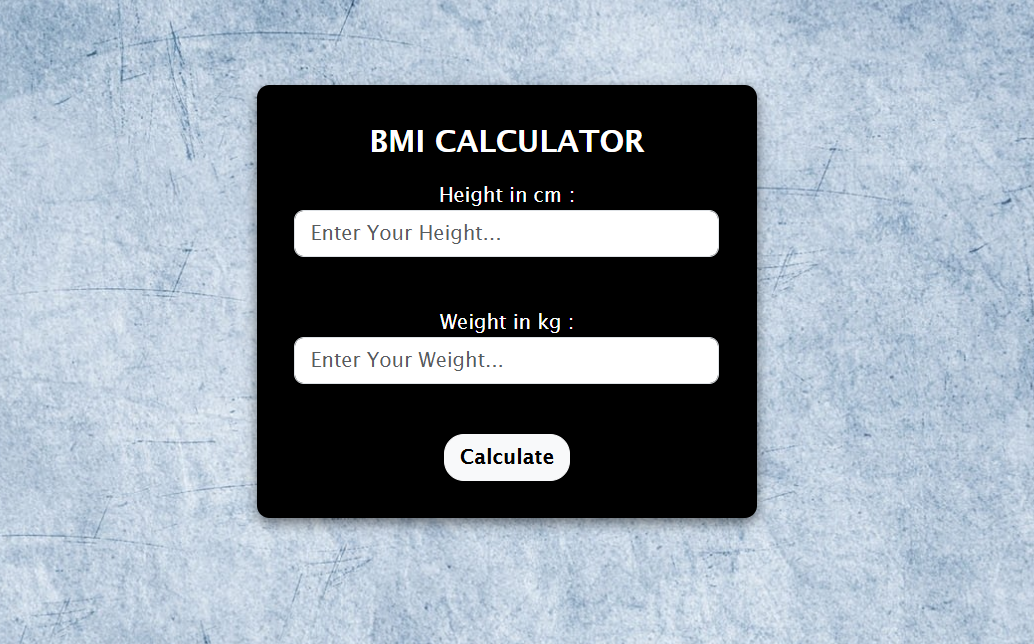 BMI CALCULATOR
Height in cm :
Enter Your Height...
Weight in kg :
Enter Your Weight...
Calculate